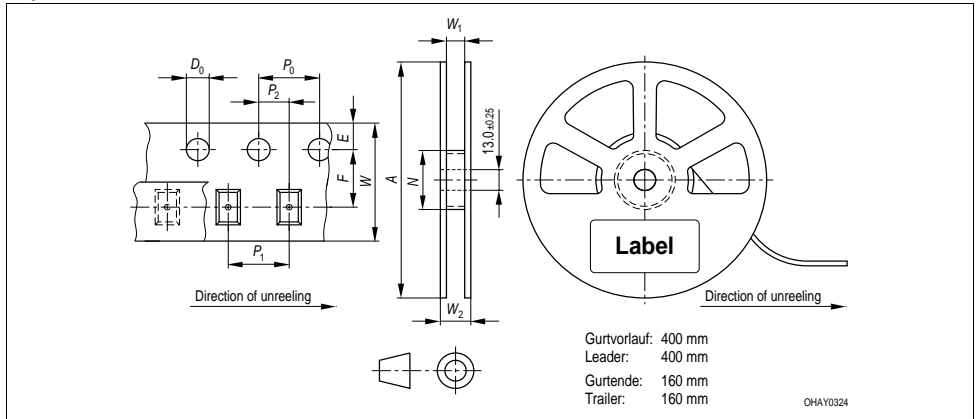 W1
D0
P0
P2
E
F
W
A
N
13.0 ±0.25
Label
P1
Direction of unreeling
W2
Direction of unreeling
Gurtvorlauf: 400 mm
Leader: 400 mm
Gurtende: 160 mm
Trailer: 160 mm
OHAY0324